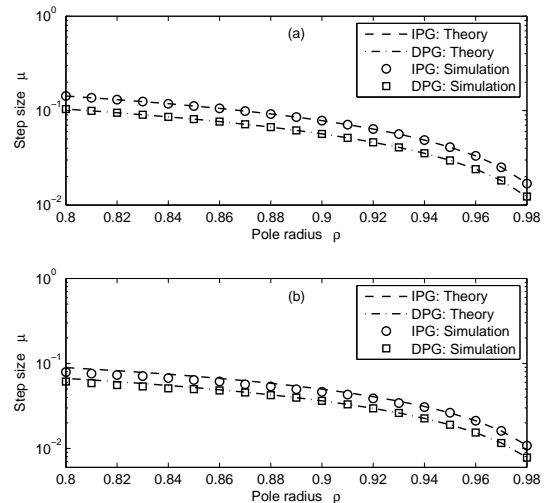 (a)
IPG: Theory
DPG: Theory
IPG: Simulation
DPG: Simulation
Step size μ
10^0
10^-1
10^-2
0.8 0.82 0.84 0.86 0.88 0.9 0.92 0.94 0.96 0.98
Pole radius ρ
(b)
IPG: Theory
DPG: Theory
IPG: Simulation
DPG: Simulation
Step size μ
10^0
10^-1
10^-2
0.8 0.82 0.84 0.86 0.88 0.9 0.92 0.94 0.96 0.98
Pole radius ρ